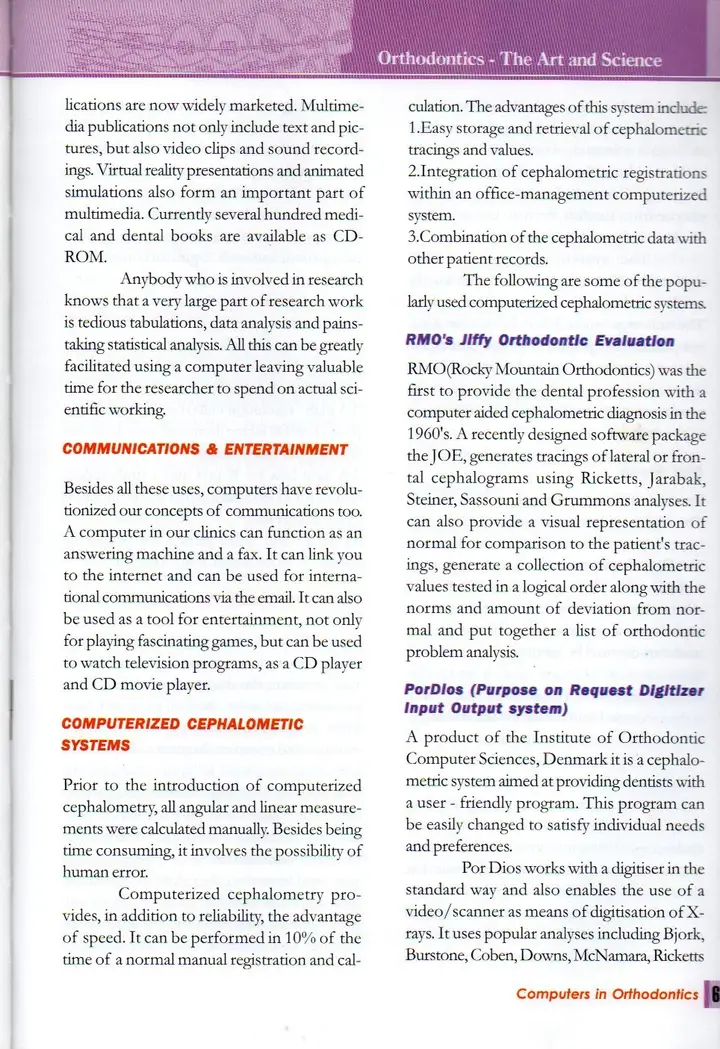 Orthodontics - The Art and Science
lications are now widely marketed. Multime-
dia publications not only include text and pic-
tures, but also video clips and sound record-
ings. Virtual reality presentations and animated
simulations also form an important part of
multimedia. Currently several hundred medi-
cal and dental books are available as CD-
ROM.
Anybody who is involved in research
knows that a very large part of research work
is tedious tabulations, data analysis and pains-
taking statistical analysis. All this can be greatly
facilitated using a computer leaving valuable
time for the researcher to spend on actual sci-
entific working.
COMMUNICATIONS & ENTERTAINMENT
Besides all these uses, computers have revolu-
tionized our concepts of communications too.
A computer in our clinics can function as an
answering machine and a fax. It can link you
to the internet and can be used for interna-
tional communications via the email. It can also
be used as a tool for entertainment, not only
for playing fascinating games, but can be used
to watch television programs, as a CD player
and CD movie player.
COMPUTERIZED CEPHALOMETIC
SYSTEMS
Prior to the introduction of computerized
cephalometry, all angular and linear measure-
ments were calculated manually. Besides being
time consuming, it involves the possibility of
human error.
Computerized cephalometry pro-
vides, in addition to reliability, the advantage
of speed. It can be performed in 10% of the
time of a normal manual registration and cal-
culation. The advantages of this system include:
1.Easy storage and retrieval of cephalometric
tracings and values.
2.Integration of cephalometric registrations
within an office-management computerized
system.
3.Combination of the cephalometric data with
other patient records.
The following are some of the popu-
larly used computerized cephalometric systems.
RMO's Jiffy Orthodontic Evaluation
RMO(Rocky Mountain Orthodontics) was the
first to provide the dental profession with a
computer aided cephalometric diagnosis in the
1960's. A recently designed software package
the JOE, generates tracings of lateral or fron-
tal cephalograms using Ricketts, Jarabak,
Steiner, Sassouni and Grummons analyses. It
can also provide a visual representation of
normal for comparison to the patient's trac-
ings, generate a collection of cephalometric
values tested in a logical order along with the
norms and amount of deviation from nor-
mal and put together a list of orthodontic
problem analysis.
PorDios (Purpose on Request Digitizer
Input Output system)
A product of the Institute of Orthodontic
Computer Sciences, Denmark it is a cephalo-
metric system aimed at providing dentists with
a user - friendly program. This program can
be easily changed to satisfy individual needs
and preferences.
Por Dios works with a digitiser in the
standard way and also enables the use of a
video/scanner as means of digitisation of X-
rays. It uses popular analyses including Bjork,
Burstone, Coben, Downs, McNamara, Ricketts
Computers in Orthodontics